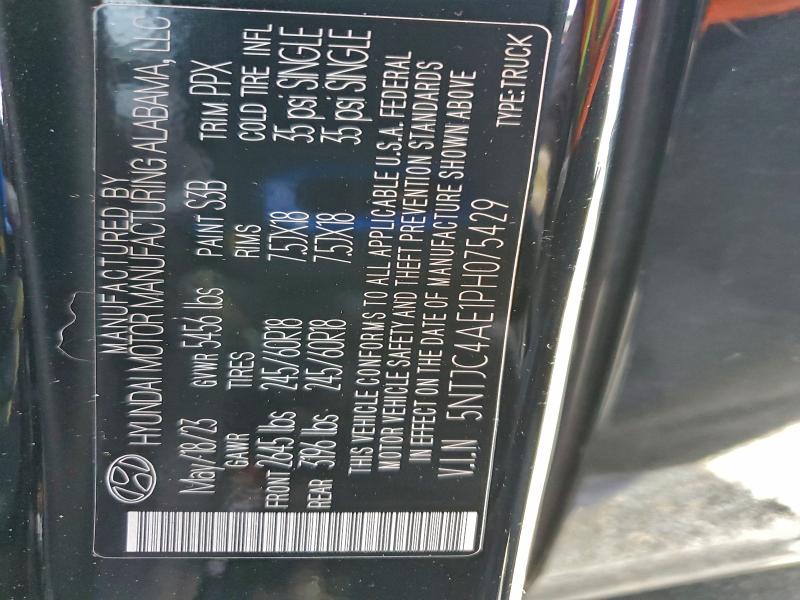 MANUFACTURED BY
HYUNDAI MOTOR MANUFACTURING ALABAMA, LLC
May/18/23 GVWR 5456 lbs PAINT S3B TRIM PPX
GAWR TIRES RIMS COLD TIRE INFL
FRONT 2645 lbs 245/60R18 7.5JX18 35 psi SINGLE
REAR 3196 lbs 245/60R18 7.5JX18 35 psi SINGLE
THIS VEHICLE CONFORMS TO ALL APPLICABLE U.S.A. FEDERAL
MOTOR VEHICLE SAFETY AND THEFT PREVENTION STANDARDS
IN EFFECT ON THE DATE OF MANUFACTURE SHOWN ABOVE
V.I.N 5NTJC4AE1PH075429
TYPE:TRUCK